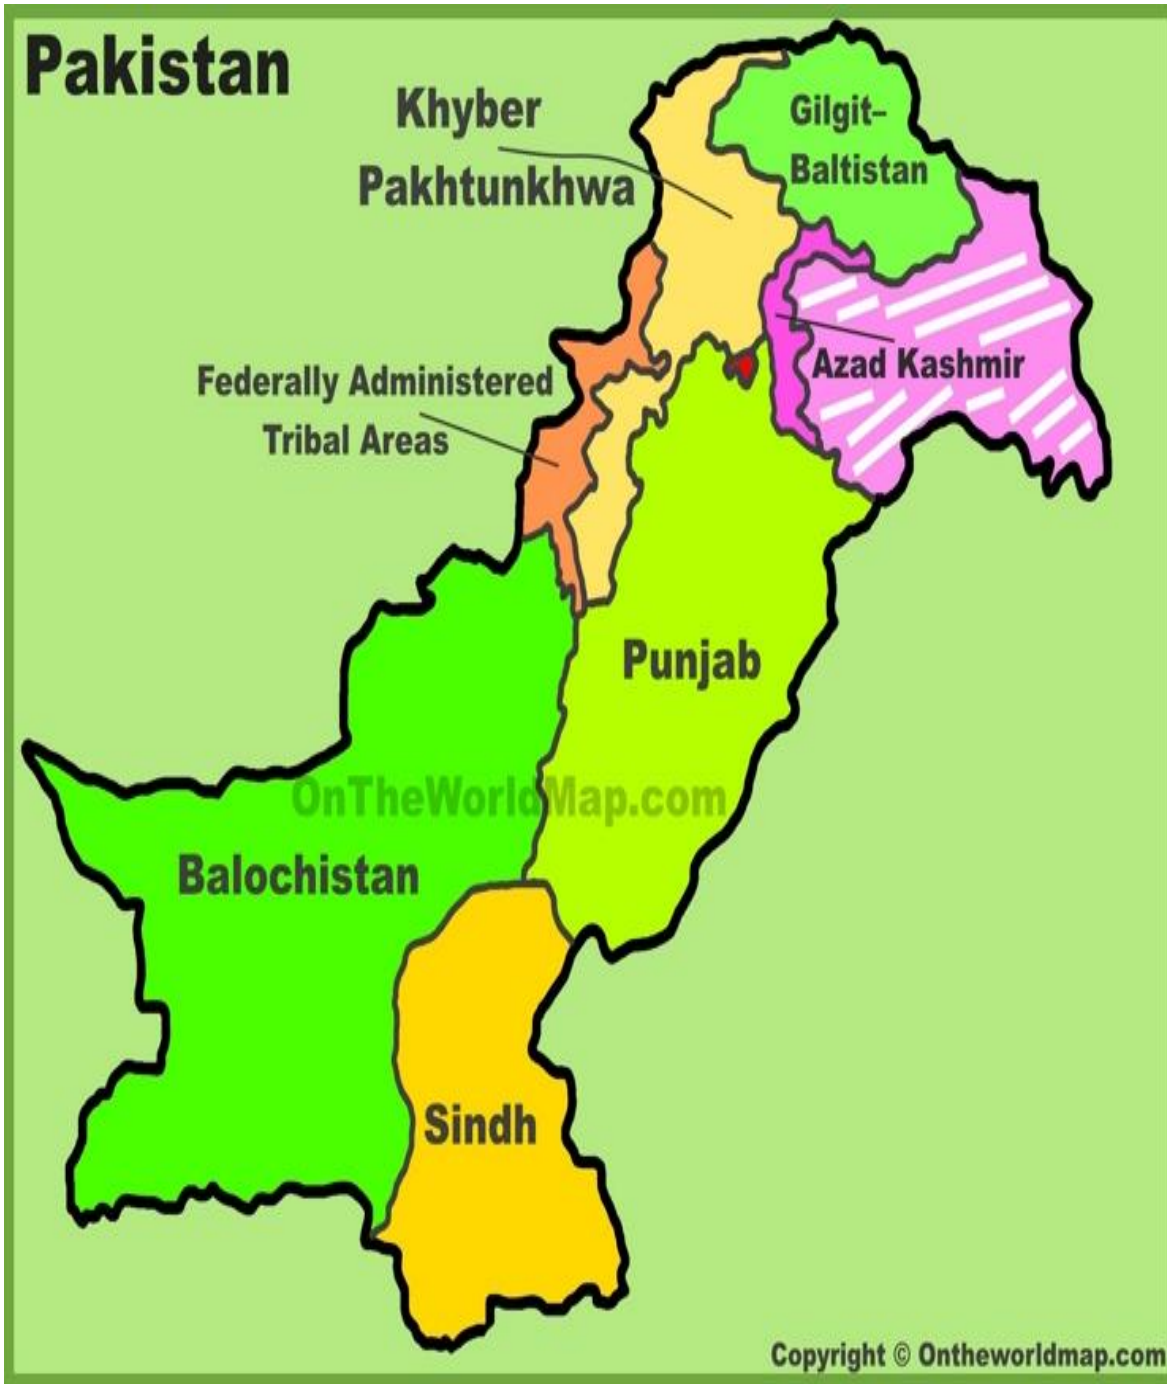 Pakistan
Khyber
Pakhtunkhwa
Gilgit–
Baltistan
Azad Kashmir
Federally Administered
Tribal Areas
Punjab
OnTheWorldMap.com
Balochistan
Sindh
Copyright © Ontheworldmap.com